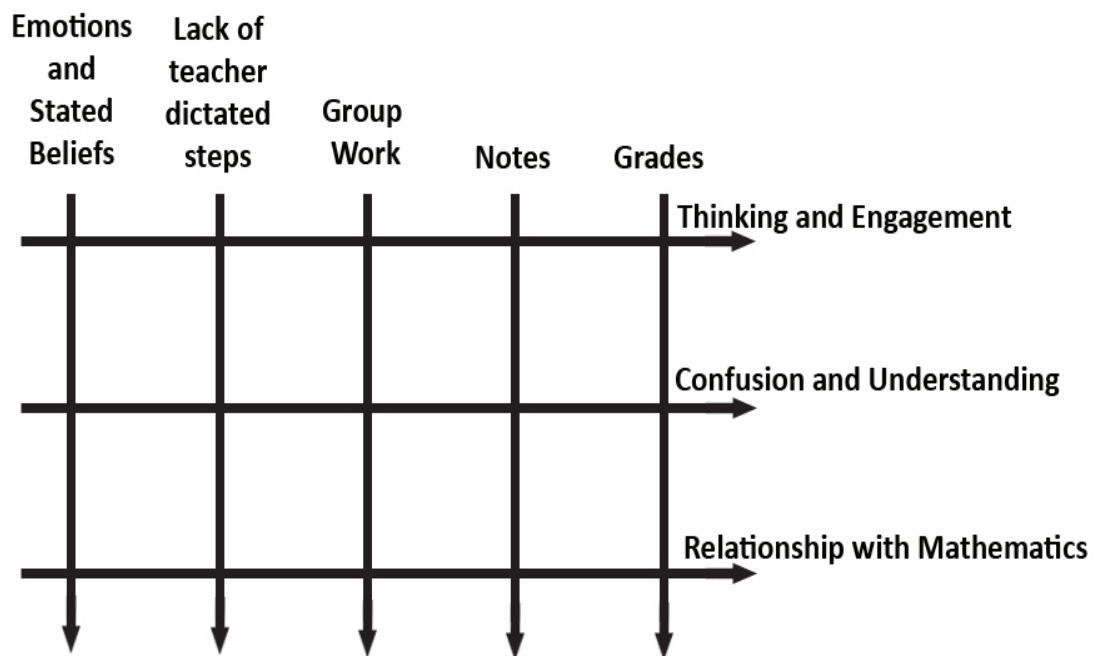 Emotions
and
Stated
Beliefs
Lack of
teacher
dictated
steps
Group
Work
Notes
Grades
Thinking and Engagement
Confusion and Understanding
Relationship with Mathematics